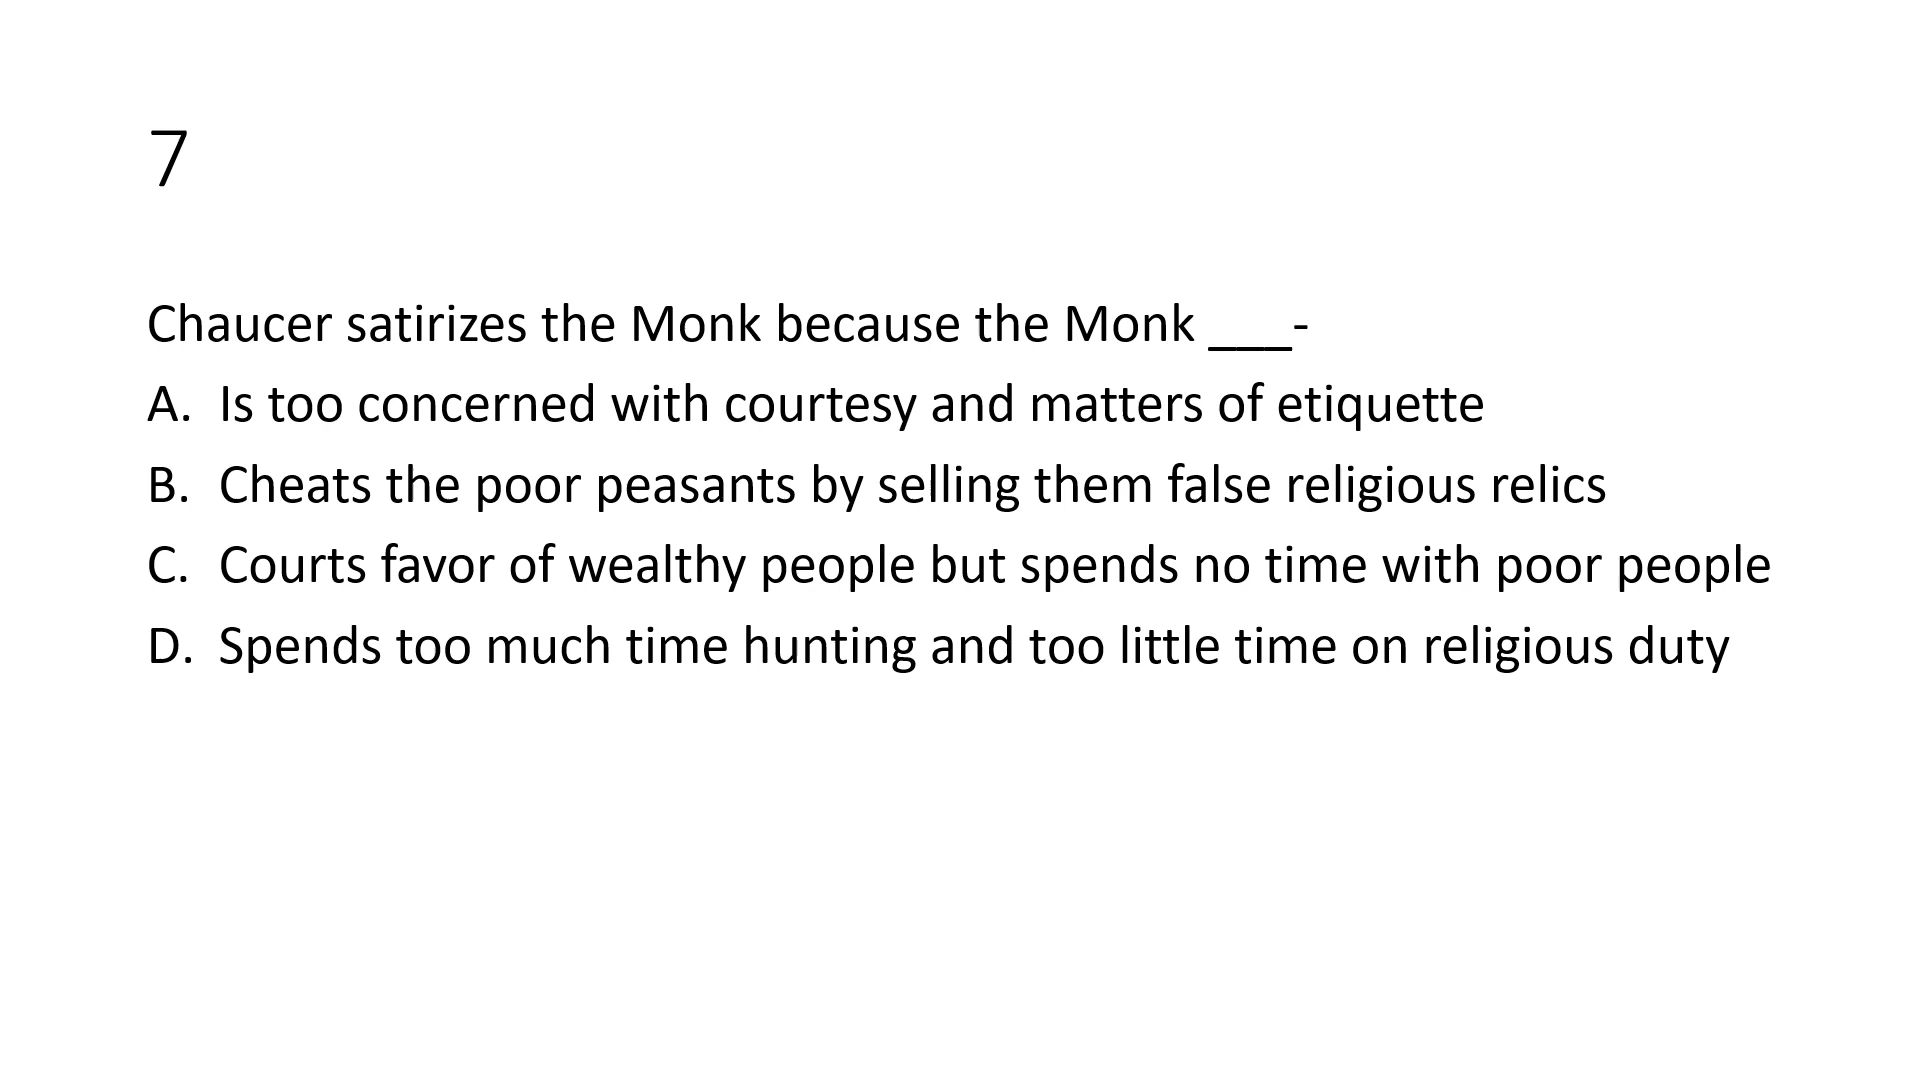 7
Chaucer satirizes the Monk because the Monk ___-
A. Is too concerned with courtesy and matters of etiquette
B. Cheats the poor peasants by selling them false religious relics
C. Courts favor of wealthy people but spends no time with poor people
D. Spends too much time hunting and too little time on religious duty